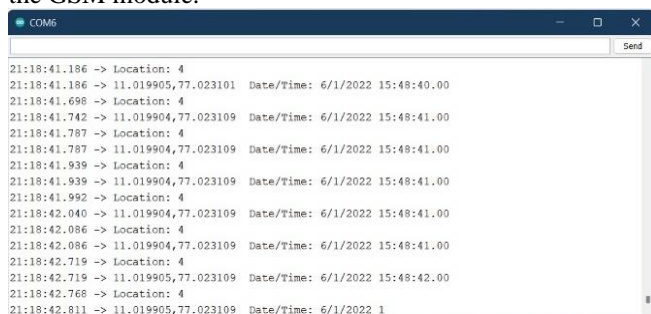 the GSM module.
COM6
Send
21:18:41.186 -> Location: 4
21:18:41.186 -> 11.019905,77.023101  Date/Time: 6/1/2022 15:48:40.00
21:18:41.698 -> Location: 4
21:18:41.742 -> 11.019904,77.023109  Date/Time: 6/1/2022 15:48:41.00
21:18:41.787 -> Location: 4
21:18:41.787 -> 11.019904,77.023109  Date/Time: 6/1/2022 15:48:41.00
21:18:41.939 -> Location: 4
21:18:41.939 -> 11.019904,77.023109  Date/Time: 6/1/2022 15:48:41.00
21:18:41.992 -> Location: 4
21:18:42.040 -> 11.019904,77.023109  Date/Time: 6/1/2022 15:48:41.00
21:18:42.086 -> Location: 4
21:18:42.086 -> 11.019904,77.023109  Date/Time: 6/1/2022 15:48:41.00
21:18:42.719 -> Location: 4
21:18:42.719 -> 11.019905,77.023109  Date/Time: 6/1/2022 15:48:42.00
21:18:42.768 -> Location: 4
21:18:42.811 -> 11.019905,77.023109  Date/Time: 6/1/2022 1